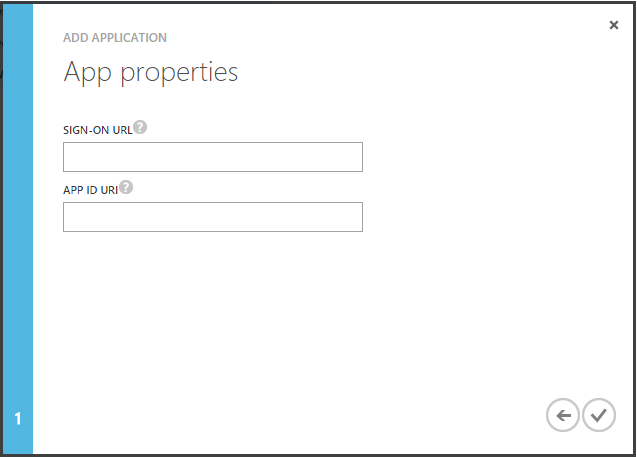 ADD APPLICATION
App properties
SIGN-ON URL?
APP ID URI?
1